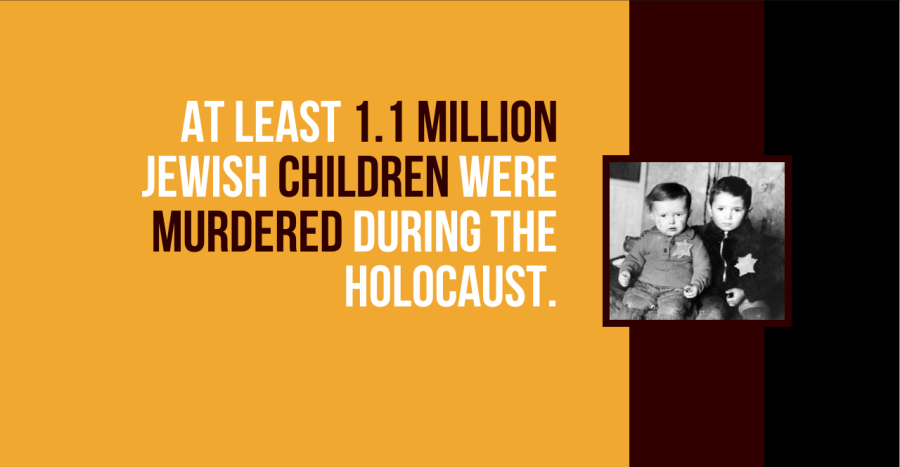 AT LEAST 1.1 MILLION
JEWISH CHILDREN WERE
MURDERED DURING THE
HOLOCAUST.